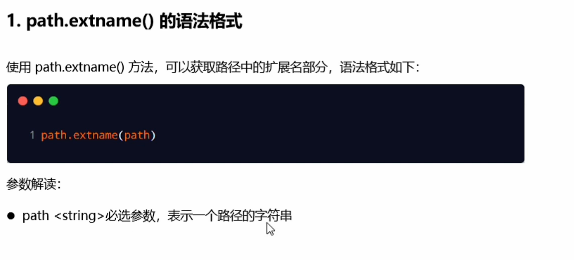 1. path.extname() 的语法格式
使用 path.extname() 方法，可以获取路径中的扩展名部分，语法格式如下：
1 path.extname(path)
参数解读：
● path <string>必选参数，表示一个路径的字符串